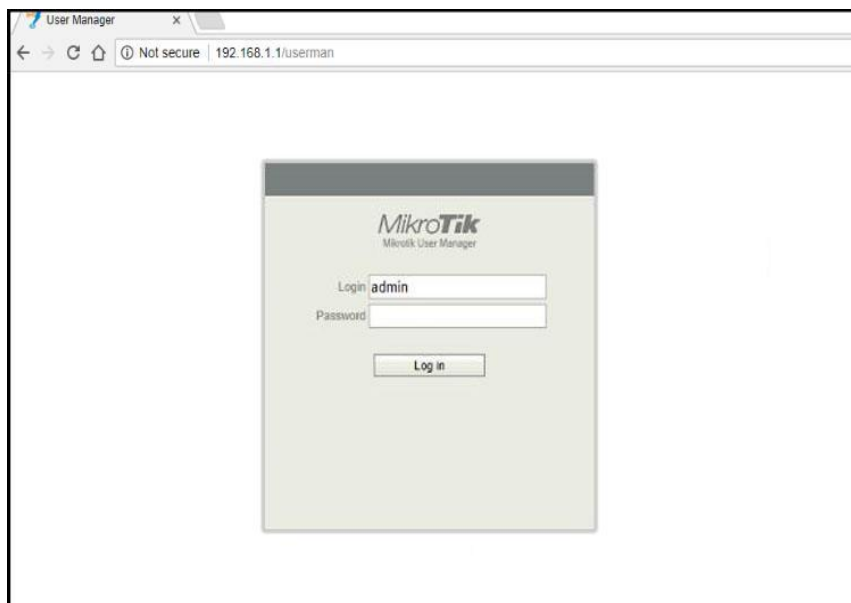 User Manager
Not secure 192.168.1.1/userman
MikroTik
Mikrotik User Manager
Login admin
Password
Log in